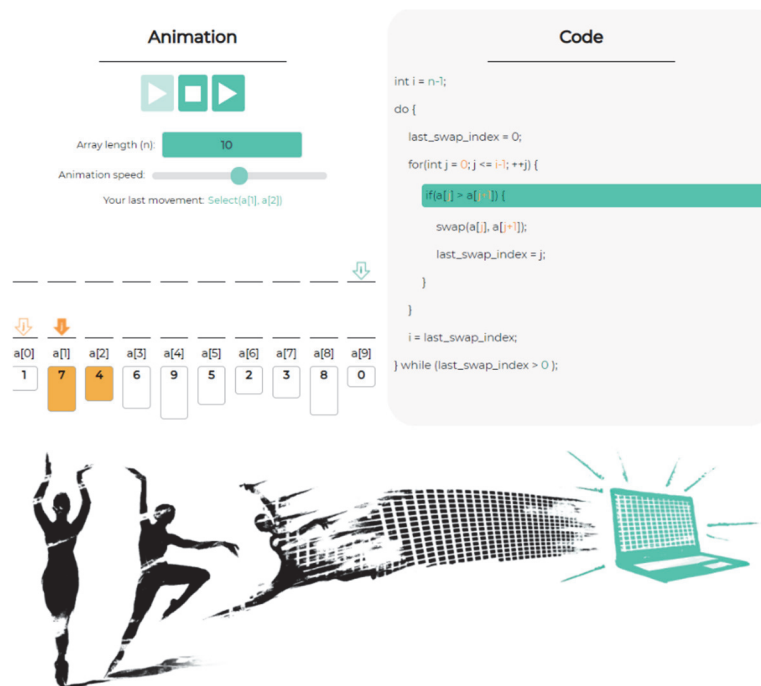 Animation
Array length (n): 10
Animation speed:
Your last movement: Select(a[1], a[2])
i
j j
a[0] a[1] a[2] a[3] a[4] a[5] a[6] a[7] a[8] a[9]
1 7 4 6 9 5 2 3 8 0
Code
int i = n-1;
do {
last_swap_index = 0;
for(int j = 0; j <= i-1; ++j) {
if(a[j] > a[j+1]) {
swap(a[j], a[j+1]);
last_swap_index = j;
}
}
i = last_swap_index;
} while (last_swap_index > 0 );